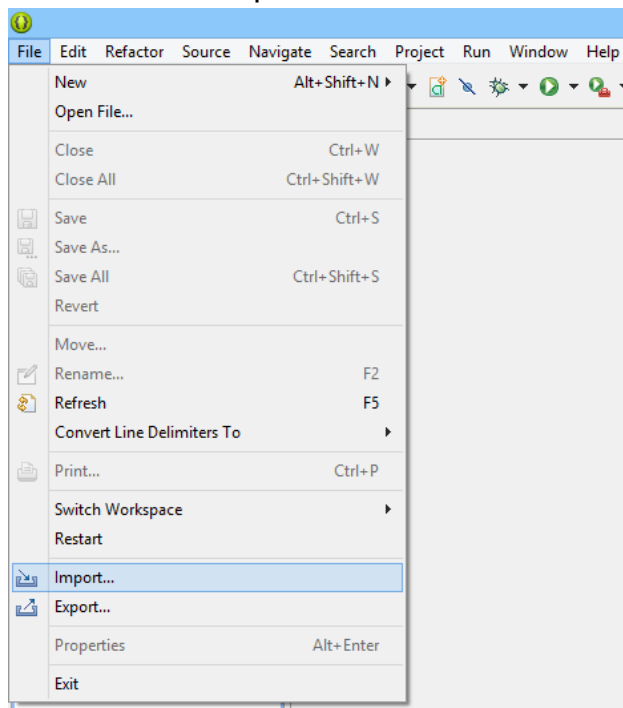 File Edit Refactor Source Navigate Search Project Run Window Help
New Alt+Shift+N
Open File...
Close Ctrl+W
Close All Ctrl+Shift+W
Save Ctrl+S
Save As...
Save All Ctrl+Shift+S
Revert
Move...
Rename... F2
Refresh F5
Convert Line Delimiters To
Print... Ctrl+P
Switch Workspace
Restart
Import...
Export...
Properties Alt+Enter
Exit